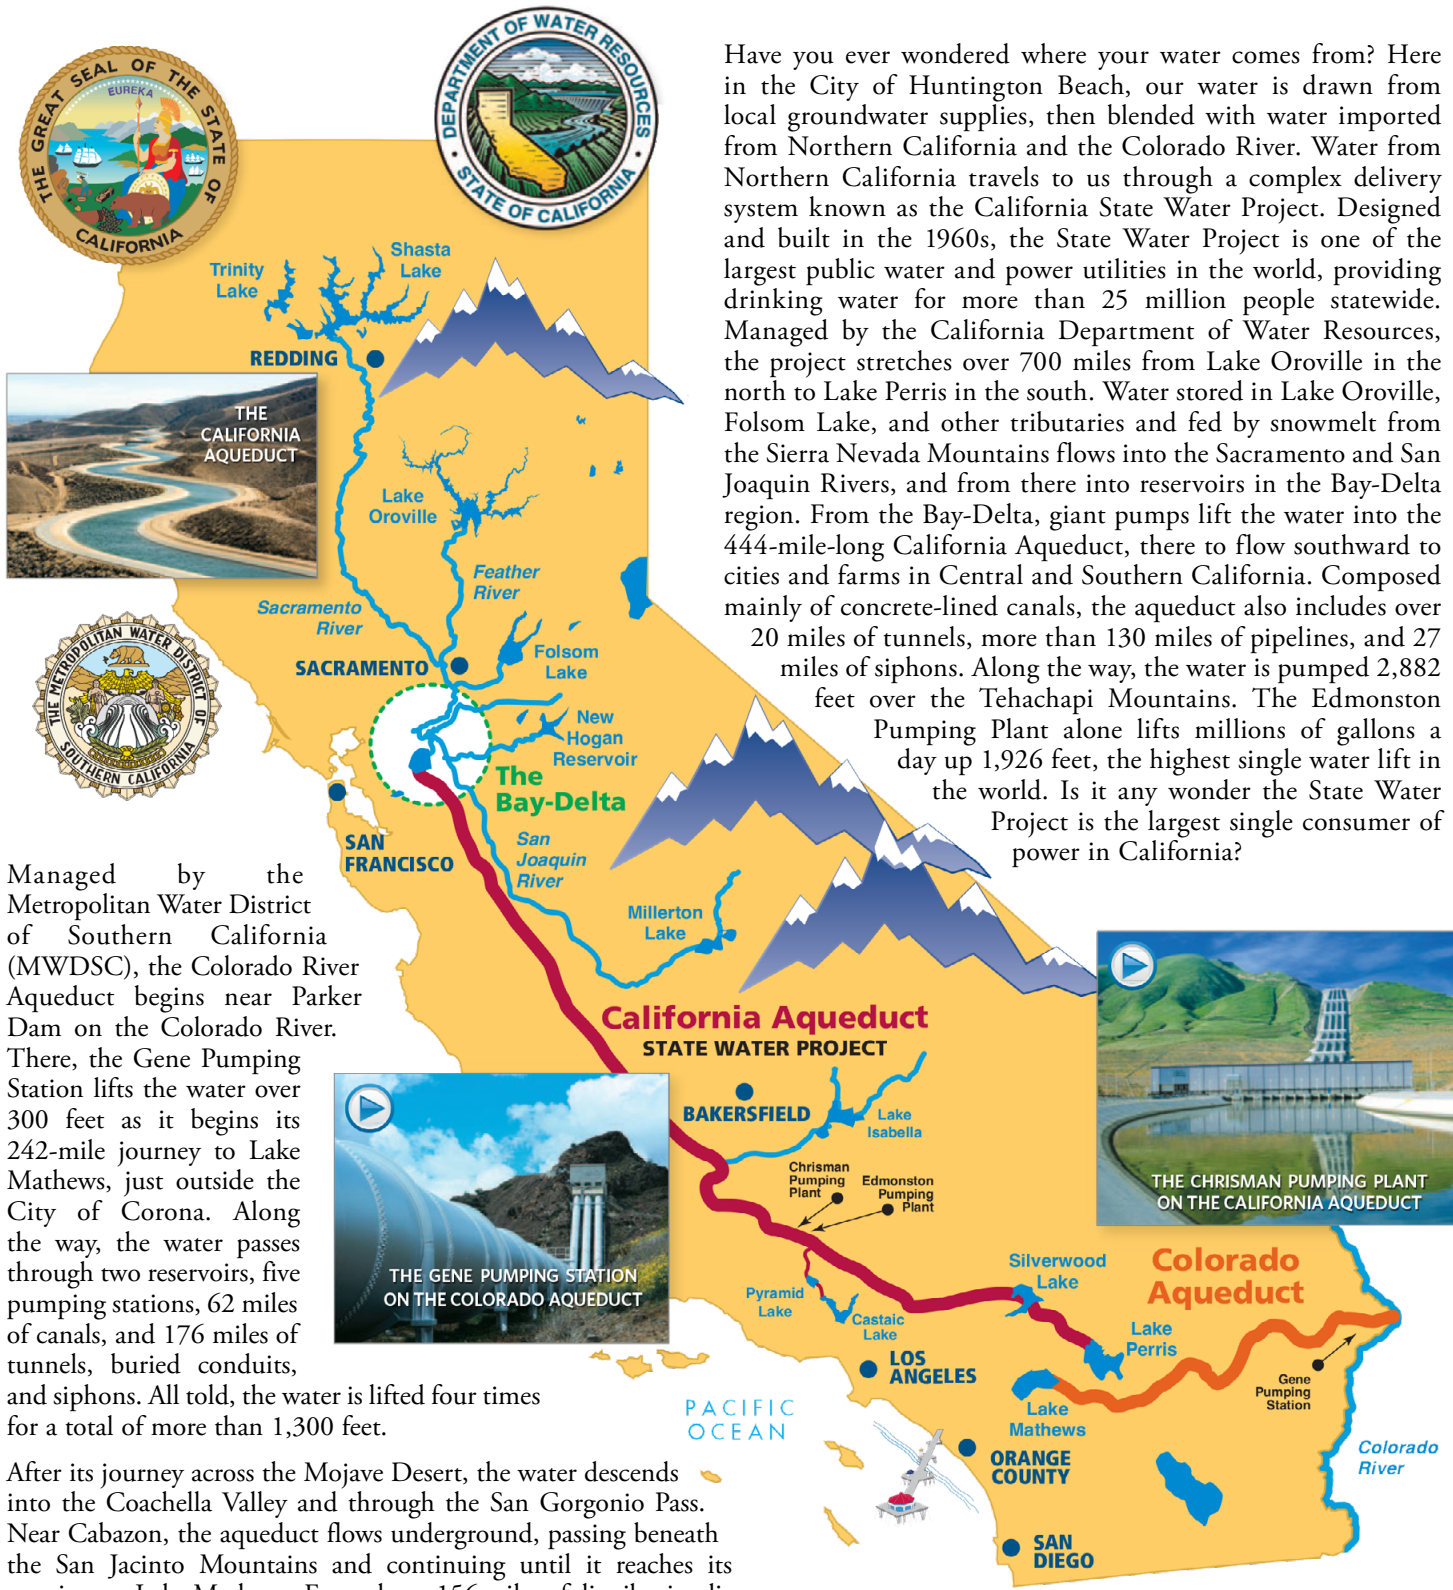 THE GREAT SEAL OF THE STATE OF
CALIFORNIA
EUREKA
DEPARTMENT OF WATER RESOURCES
STATE OF CALIFORNIA
Have you ever wondered where your water comes from? Here
in the City of Huntington Beach, our water is drawn from
local groundwater supplies, then blended with water imported
from Northern California and the Colorado River. Water from
Northern California travels to us through a complex delivery
system known as the California State Water Project. Designed
and built in the 1960s, the State Water Project is one of the
largest public water and power utilities in the world, providing
drinking water for more than 25 million people statewide.
Managed by the California Department of Water Resources,
the project stretches over 700 miles from Lake Oroville in the
north to Lake Perris in the south. Water stored in Lake Oroville,
Folsom Lake, and other tributaries and fed by snowmelt from
the Sierra Nevada Mountains flows into the Sacramento and San
Joaquin Rivers, and from there into reservoirs in the Bay-Delta
region. From the Bay-Delta, giant pumps lift the water into the
444-mile-long California Aqueduct, there to flow southward to
cities and farms in Central and Southern California. Composed
mainly of concrete-lined canals, the aqueduct also includes over
20 miles of tunnels, more than 130 miles of pipelines, and 27
miles of siphons. Along the way, the water is pumped 2,882
feet over the Tehachapi Mountains. The Edmonston
Pumping Plant alone lifts millions of gallons a
day up 1,926 feet, the highest single water lift in
the world. Is it any wonder the State Water
Project is the largest single consumer of
power in California?
Trinity
Lake
Shasta
Lake
REDDING
THE
CALIFORNIA
AQUEDUCT
Lake
Oroville
Feather
River
Sacramento
River
SACRAMENTO
Folsom
Lake
THE METROPOLITAN WATER DISTRICT OF
SOUTHERN CALIFORNIA
New
Hogan
Reservoir
The
Bay-Delta
SAN
FRANCISCO
San
Joaquin
River
Millerton
Lake
Managed by the
Metropolitan Water District
of Southern California
(MWDSC), the Colorado River
Aqueduct begins near Parker
Dam on the Colorado River.
There, the Gene Pumping
Station lifts the water over
300 feet as it begins its
242-mile journey to Lake
Mathews, just outside the
City of Corona. Along
the way, the water passes
through two reservoirs, five
pumping stations, 62 miles
of canals, and 176 miles of
tunnels, buried conduits,
and siphons. All told, the water is lifted four times
for a total of more than 1,300 feet.
California Aqueduct
STATE WATER PROJECT
BAKERSFIELD
Lake
Isabella
Chrisman
Pumping
Plant
Edmonston
Pumping
Plant
THE GENE PUMPING STATION
ON THE COLORADO AQUEDUCT
THE CHRISMAN PUMPING PLANT
ON THE CALIFORNIA AQUEDUCT
Pyramid
Lake
Castaic
Lake
Silverwood
Lake
Colorado
Aqueduct
Lake
Perris
LOS
ANGELES
Lake
Mathews
Gene
Pumping
Station
PACIFIC
OCEAN
ORANGE
COUNTY
Colorado
River
SAN
DIEGO
After its journey across the Mojave Desert, the water descends
into the Coachella Valley and through the San Gorgonio Pass.
Near Cabazon, the aqueduct flows underground, passing beneath
the San Jacinto Mountains and continuing until it reaches its